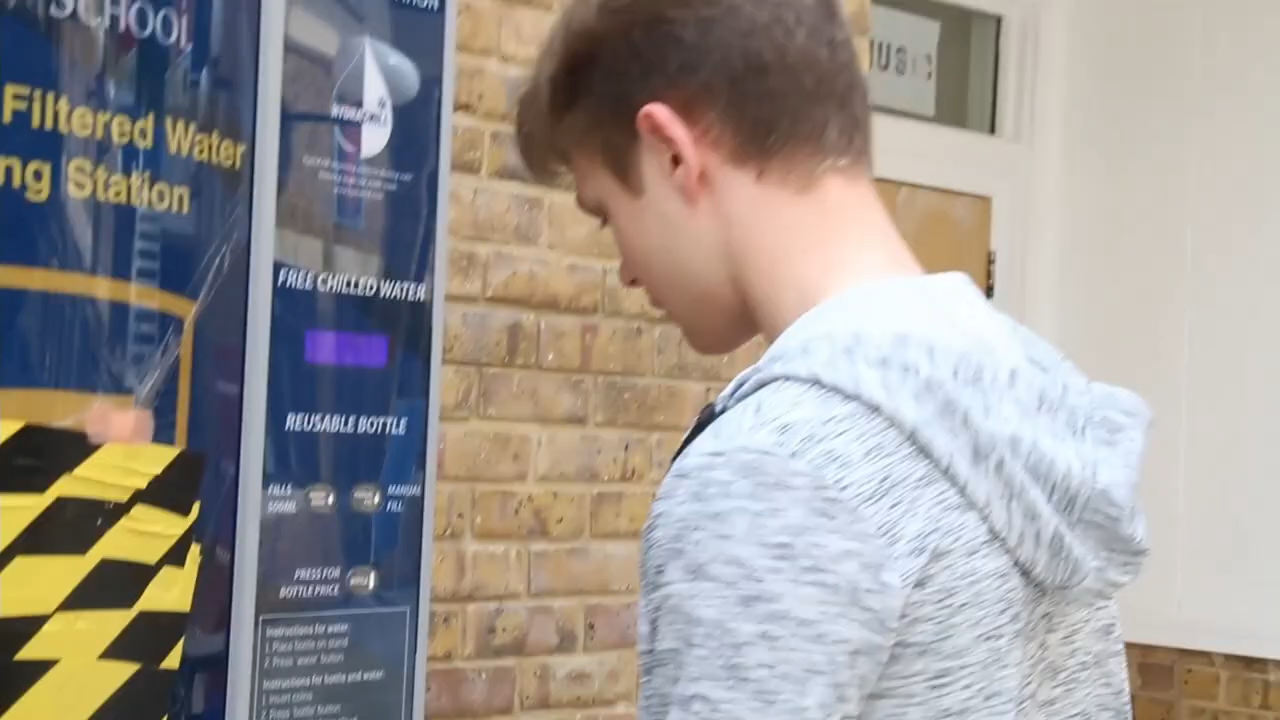 SCHOOL
Filtered Water
ng Station
HYDRACHILL
FREE CHILLED WATER
REUSABLE BOTTLE
FILLS
500ML
MANUAL
FILL
PRESS FOR
BOTTLE PRICE
Instructions for water
1. Place bottle on stand
2. Press 'water' button
Instructions for bottle and water
1. Insert coins
2. Press 'bottle' button
MUSIC